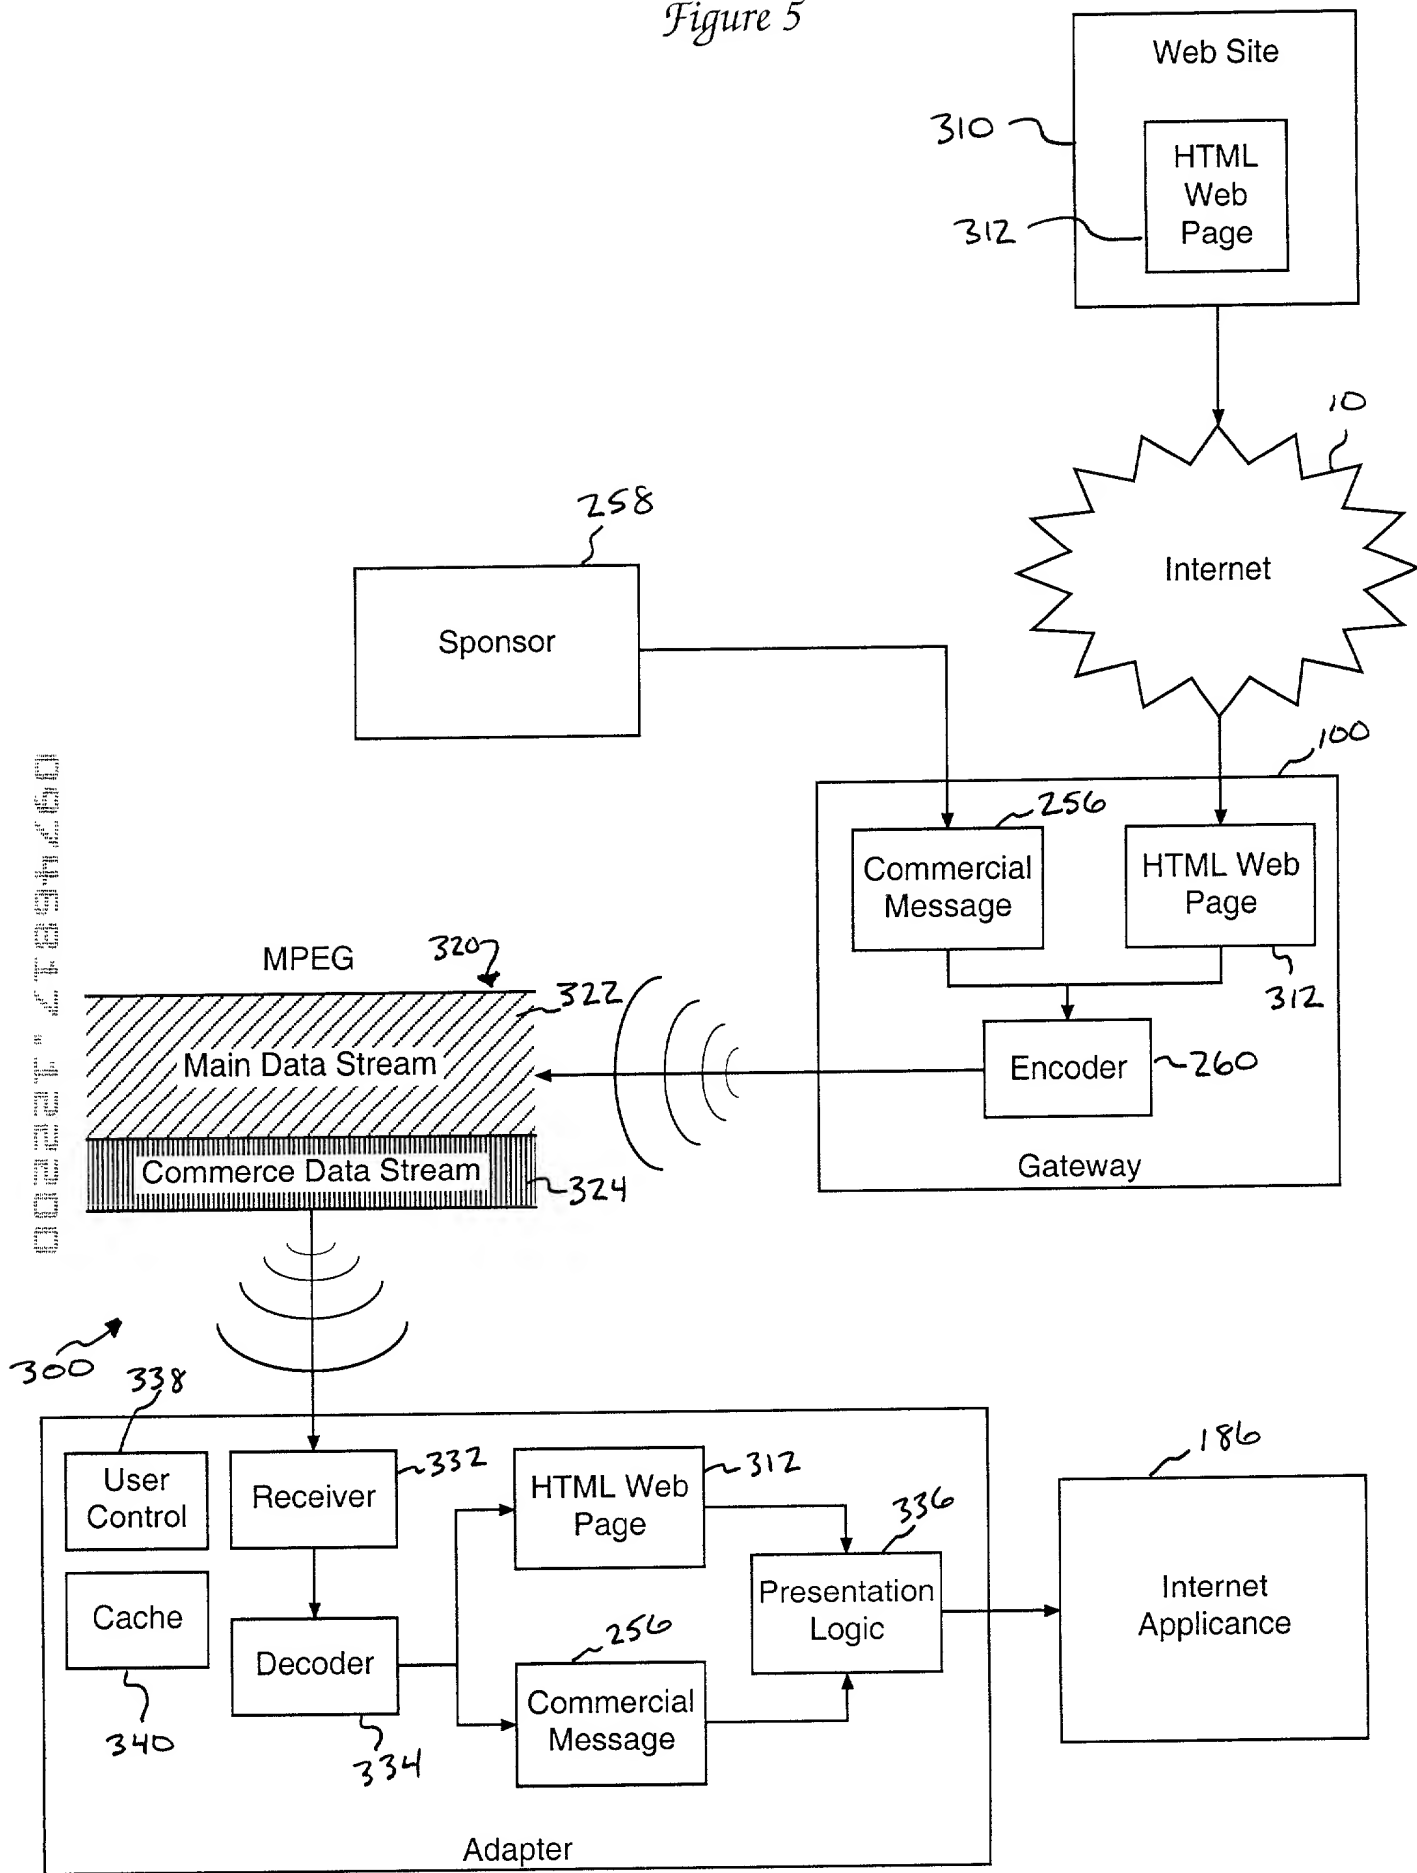 Figure 5
Web Site
310
HTML
Web
Page
312
10
Internet
258
Sponsor
100
256
Commercial
Message
HTML Web
Page
312
Encoder
260
Gateway
MPEG
320
322
Main Data Stream
Commerce Data Stream
324
300
338
User
Control
Receiver
332
HTML Web
Page
312
336
186
Cache
340
Decoder
334
256
Commercial
Message
Presentation
Logic
Internet
Applicance
Adapter